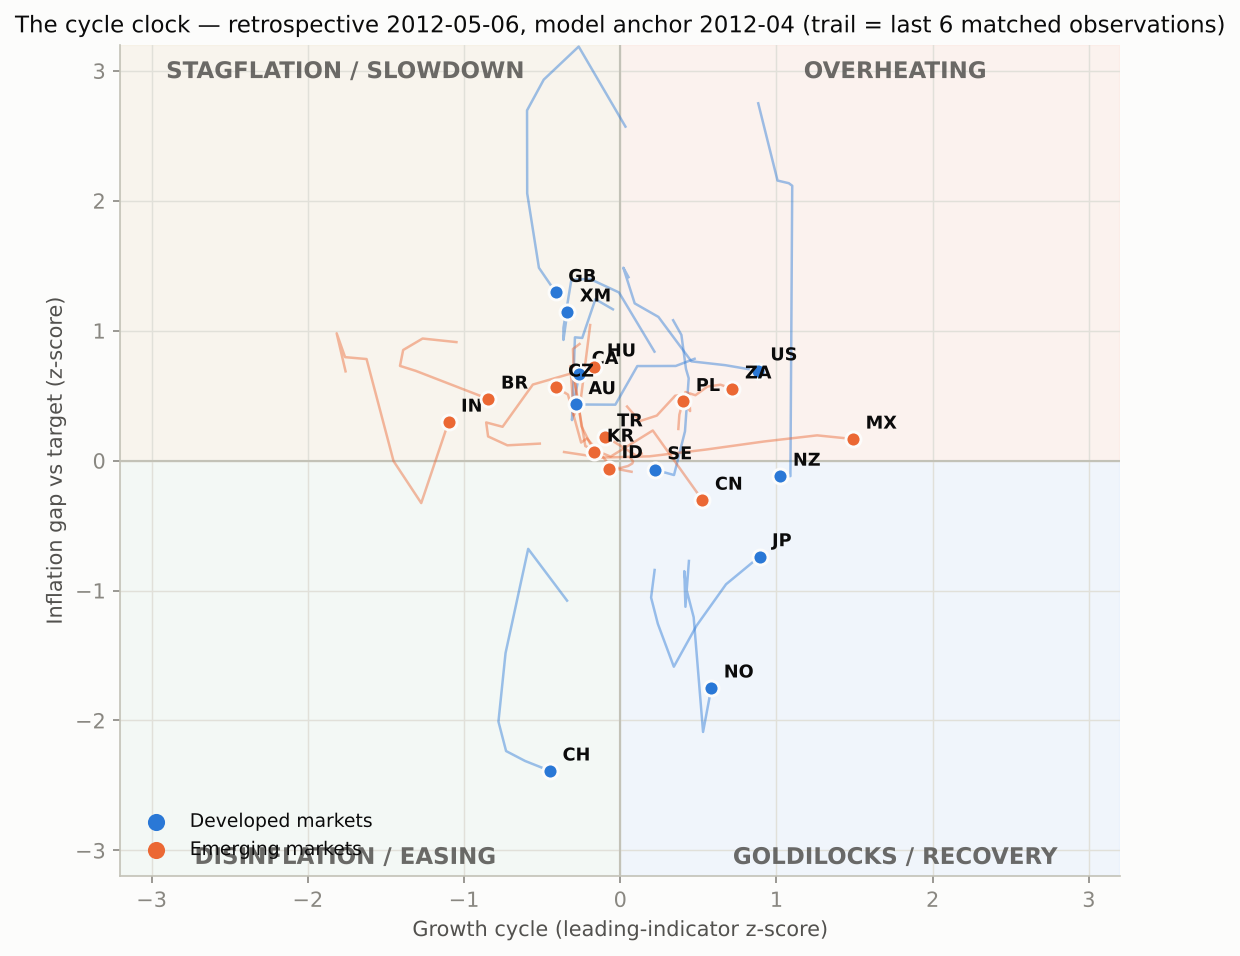 The cycle clock — retrospective 2012-05-06, model anchor 2012-04 (trail = last 6 matched observations)
STAGFLATION / SLOWDOWN
OVERHEATING
3
2
1
0
−1
−2
−3
Inflation gap vs target (z-score)
GB
XM
HU
CA
US
CZ
ZA
BR
AU
PL
IN
TR
MX
KR
ID
SE
NZ
CN
JP
NO
CH
Developed markets
Emerging markets
DISINFLATION / EASING
GOLDILOCKS / RECOVERY
−3
−2
−1
0
1
2
3
Growth cycle (leading-indicator z-score)